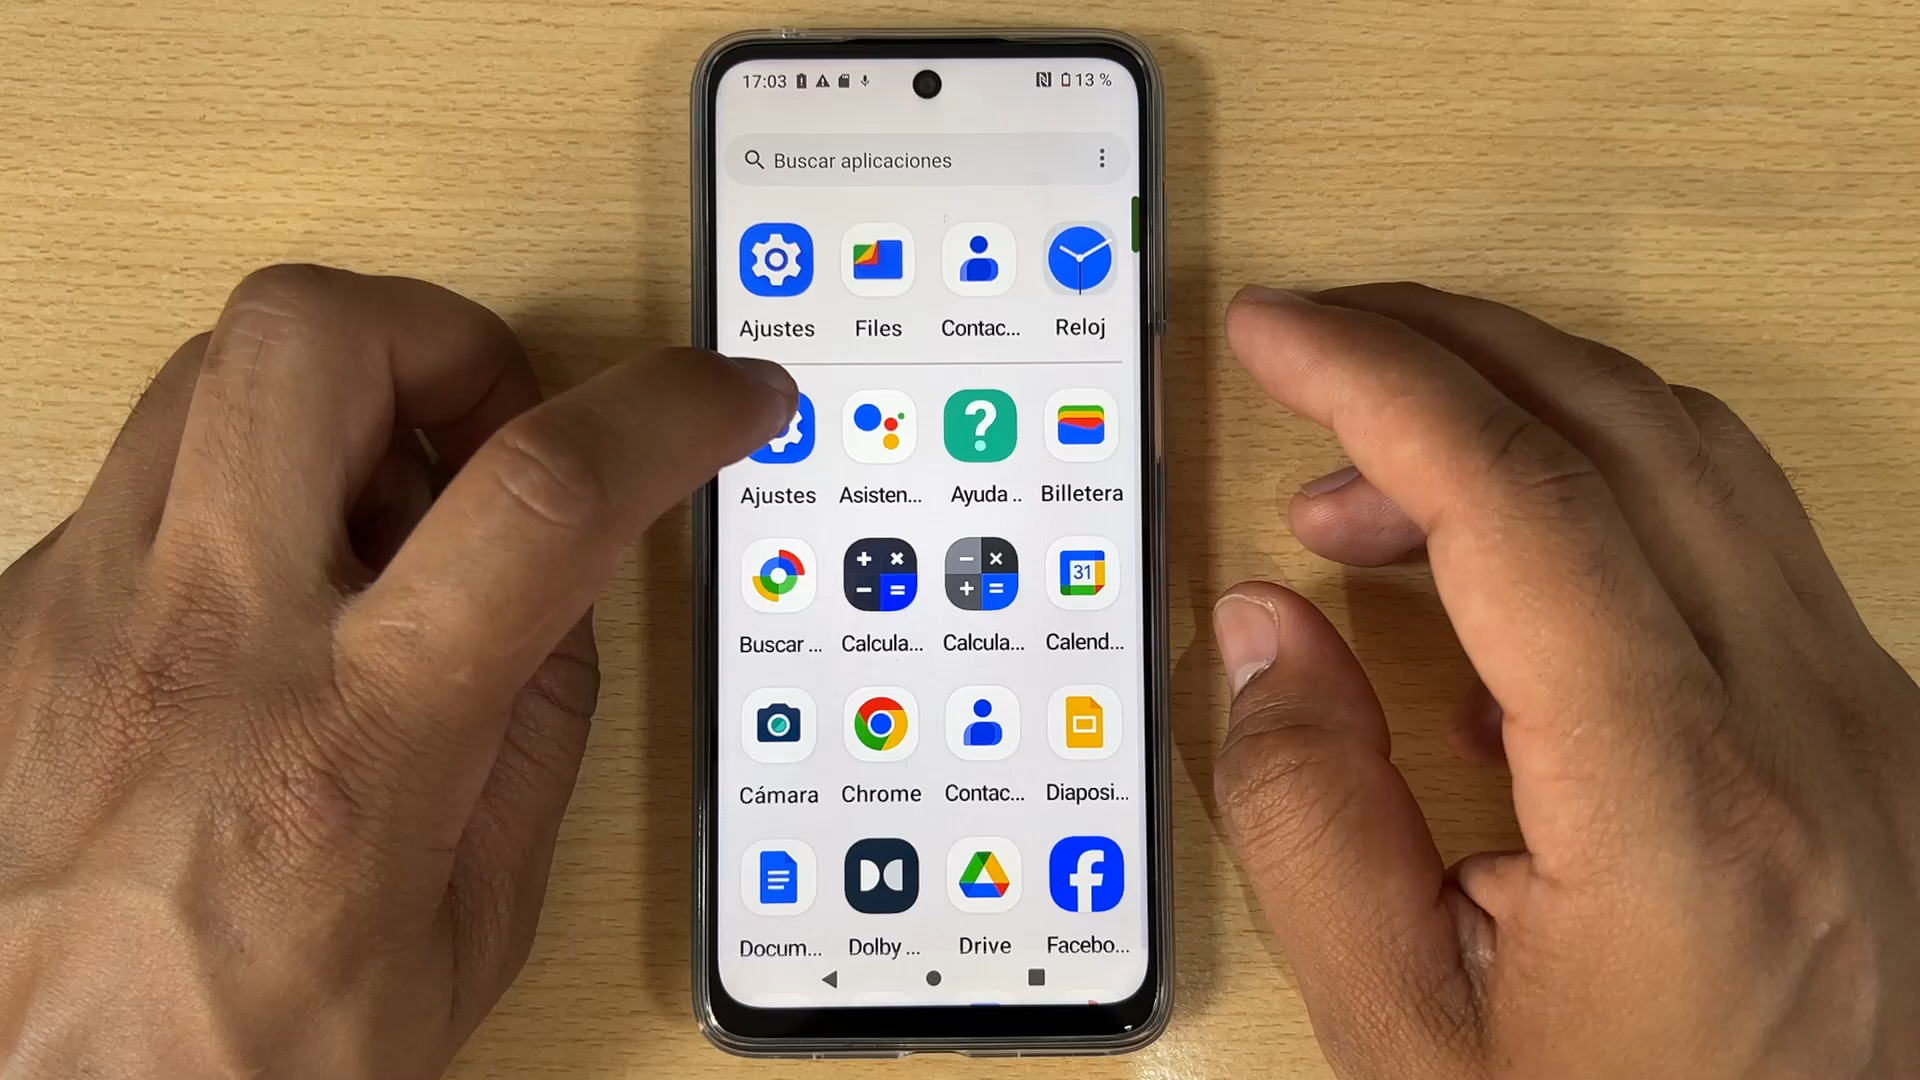 17:03 13 %
Buscar aplicaciones
Ajustes Files Contac... Reloj
Ajustes Asisten... Ayuda .. Billetera
31
Buscar ... Calcula... Calcula... Calend...
Cámara Chrome Contac... Diaposi...
Docum... Dolby ... Drive Facebo...